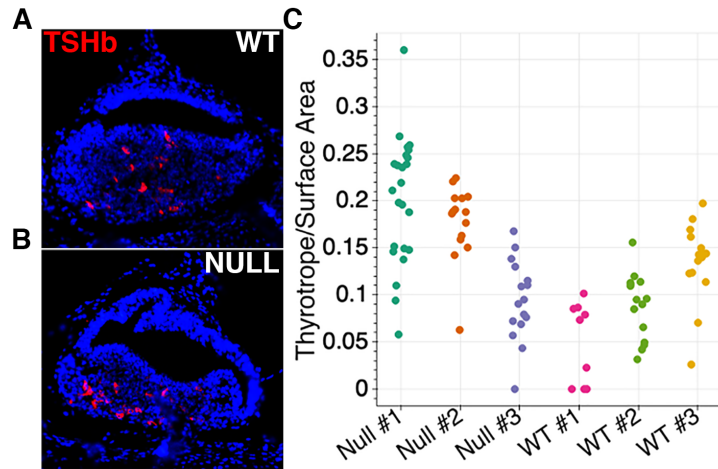 A
TSHb
WT
B
NULL
C
Thyrotrope/Surface Area
0.35
0.3
0.25
0.2
0.15
0.1
0.05
0
Null #1
Null #2
Null #3
WT #1
WT #2
WT #3